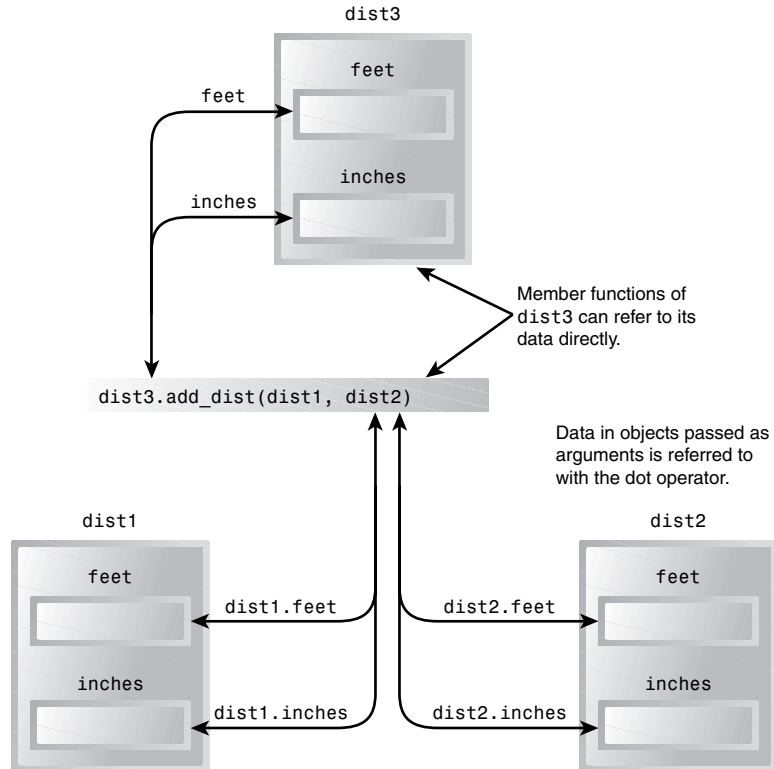 dist3
feet
feet
inches
inches
Member functions of
dist3 can refer to its
data directly.
dist3.add_dist(dist1, dist2)
Data in objects passed as
arguments is referred to
with the dot operator.
dist1
dist2
feet
feet
dist1.feet
dist2.feet
inches
inches
dist1.inches
dist2.inches